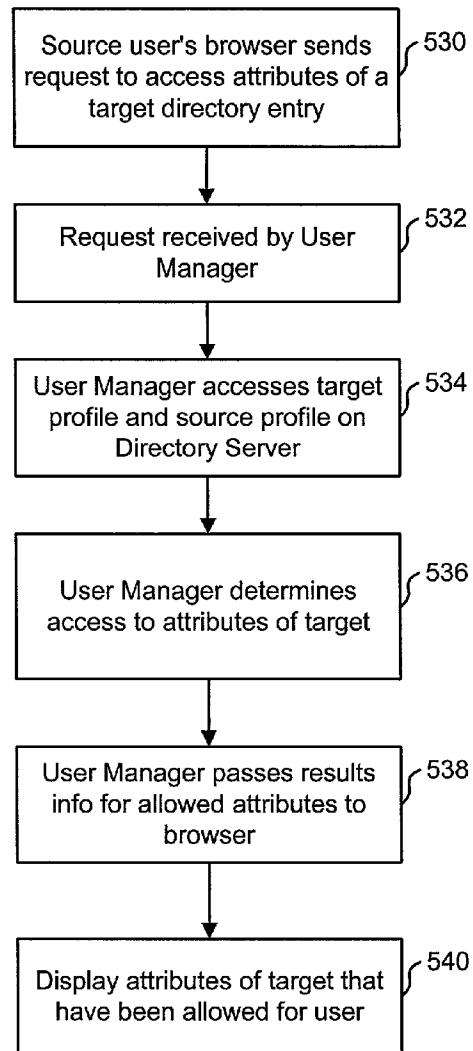 Source user's browser sends
request to access attributes of a
target directory entry
530
Request received by User
Manager
532
User Manager accesses target
profile and source profile on
Directory Server
534
User Manager determines
access to attributes of target
536
User Manager passes results
info for allowed attributes to
browser
538
Display attributes of target that
have been allowed for user
540